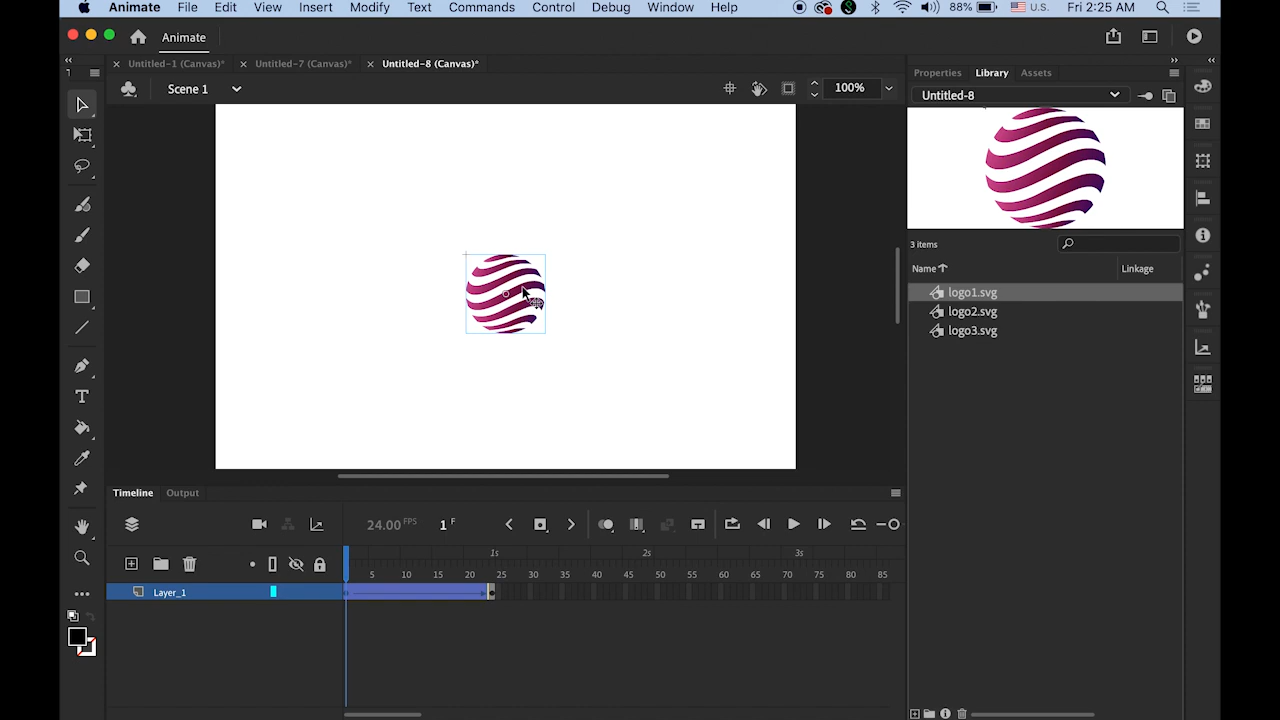 Animate File Edit View Insert Modify Text Commands Control Debug Window Help 88% U.S. Fri 2:25 AM
Animate
Untitled-1 (Canvas)* Untitled-7 (Canvas)* Untitled-8 (Canvas)*
Scene 1 100%
Properties Library Assets
Untitled-8
3 items
Name Linkage
logo1.svg
logo2.svg
logo3.svg
T
Timeline Output
24.00 FPS 1 F
1s 2s 3s
5 10 15 20 25 30 35 40 45 50 55 60 65 70 75 80 85
Layer_1